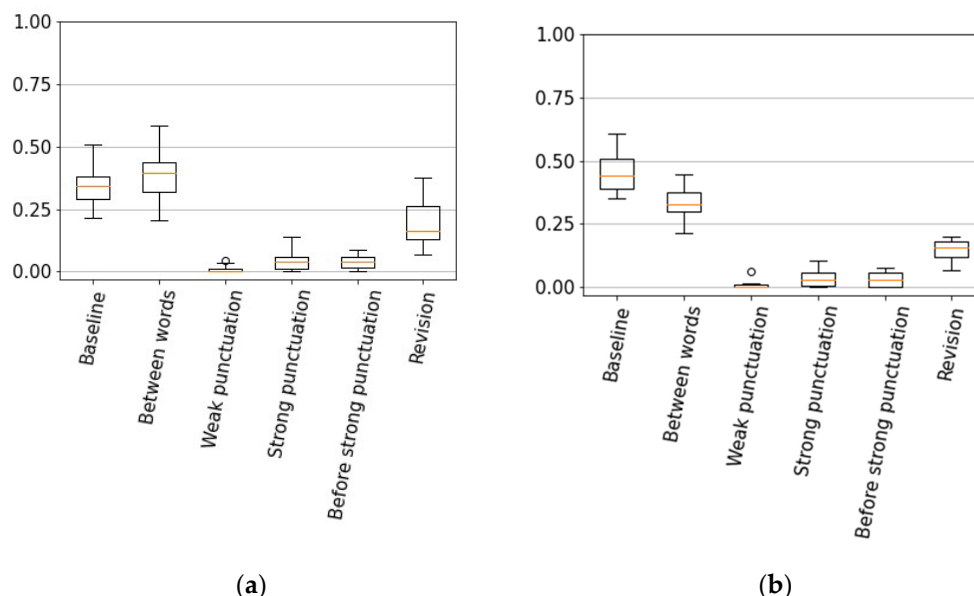 1.00
0.75
0.50
0.25
0.00
Baseline
Between words
Weak punctuation
Strong punctuation
Before strong punctuation
Revision
(a)
1.00
0.75
0.50
0.25
0.00
Baseline
Between words
Weak punctuation
Strong punctuation
Before strong punctuation
Revision
(b)